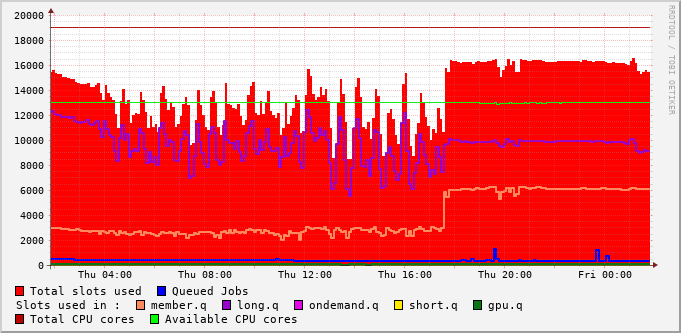 20000
18000
16000
14000
12000
10000
8000
6000
4000
2000
0
Thu 04:00 Thu 08:00 Thu 12:00 Thu 16:00 Thu 20:00 Fri 00:00
Total slots used Queued Jobs
Slots used in : member.q long.q ondemand.q short.q gpu.q
Total CPU cores Available CPU cores
RRDTOOL / TOBI OETIKER